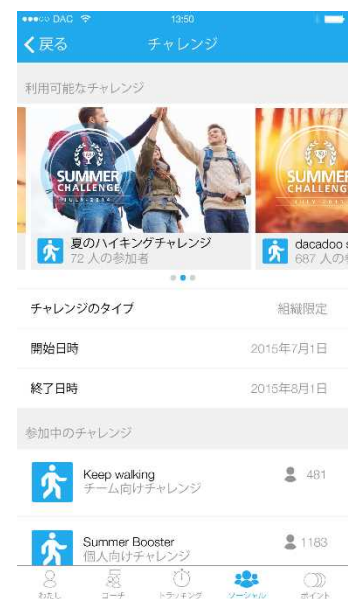 DAC 13:50
戻る チャレンジ
利用可能なチャレンジ
SUMMER
CHALLENGE
SUMMER
CHALLENG
夏のハイキングチャレンジ
72 人の参加者
dacadoo s
687 人の
チャレンジのタイプ 組織限定
開始日時 2015年7月1日
終了日時 2015年8月1日
参加中のチャレンジ
Keep walking 481
チーム向けチャレンジ
Summer Booster 1183
個人向けチャレンジ
わたし コーチ トラッキング ソーシャル ポイント